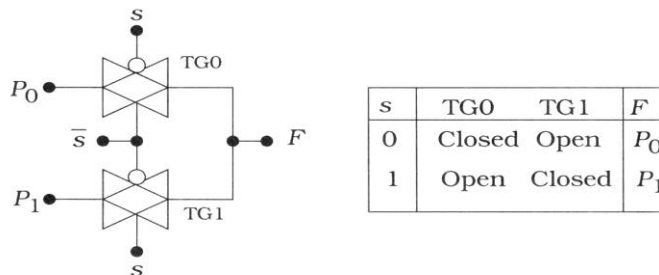 s
TG0
P₀
s̅
F
P₁
TG1
s
s TG0 TG1 F
0 Closed Open P₀
1 Open Closed P₁